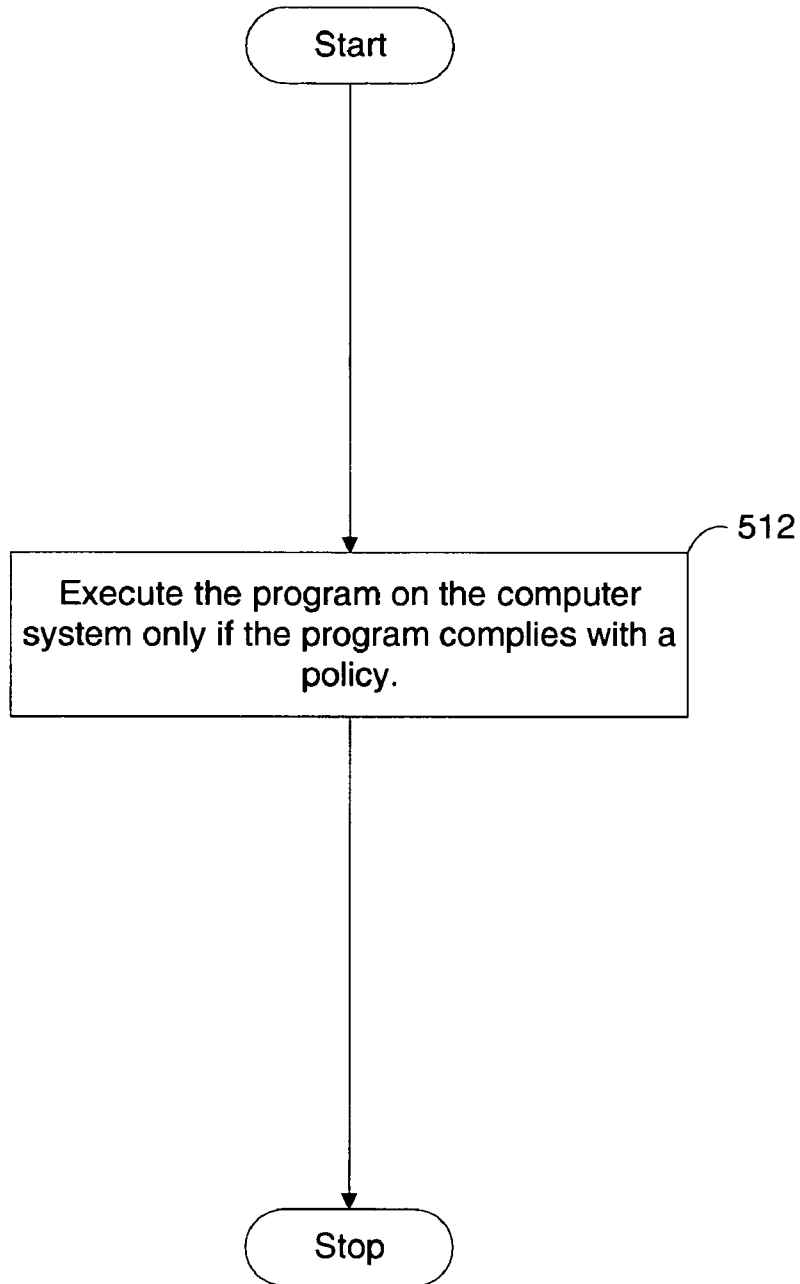 Start
512
Execute the program on the computer
system only if the program complies with a
policy.
Stop